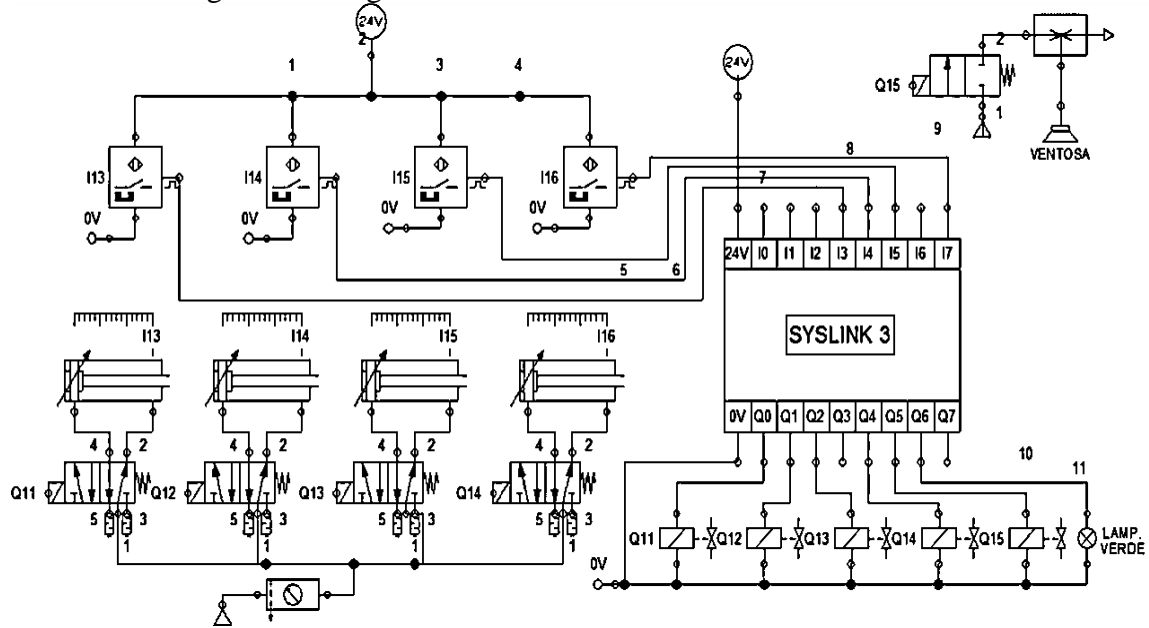 24V
2
1 3 4
24V
2
Q15
1
9
VENTOSA
8
I13 I14 I15 I16
7
0V 0V 0V 0V
5 6
24V I0 I1 I2 I3 I4 I5 I6 I7
SYSLINK 3
0V Q0 Q1 Q2 Q3 Q4 Q5 Q6 Q7
I13 I14 I15 I16
4 2 4 2 4 2 4 2
Q11 Q12 Q13 Q14
5 3 5 3 5 3 5 3
1 1 1 1
10
11
Q11 Q12 Q13 Q14 Q15
LAMP.
VERDE
0V